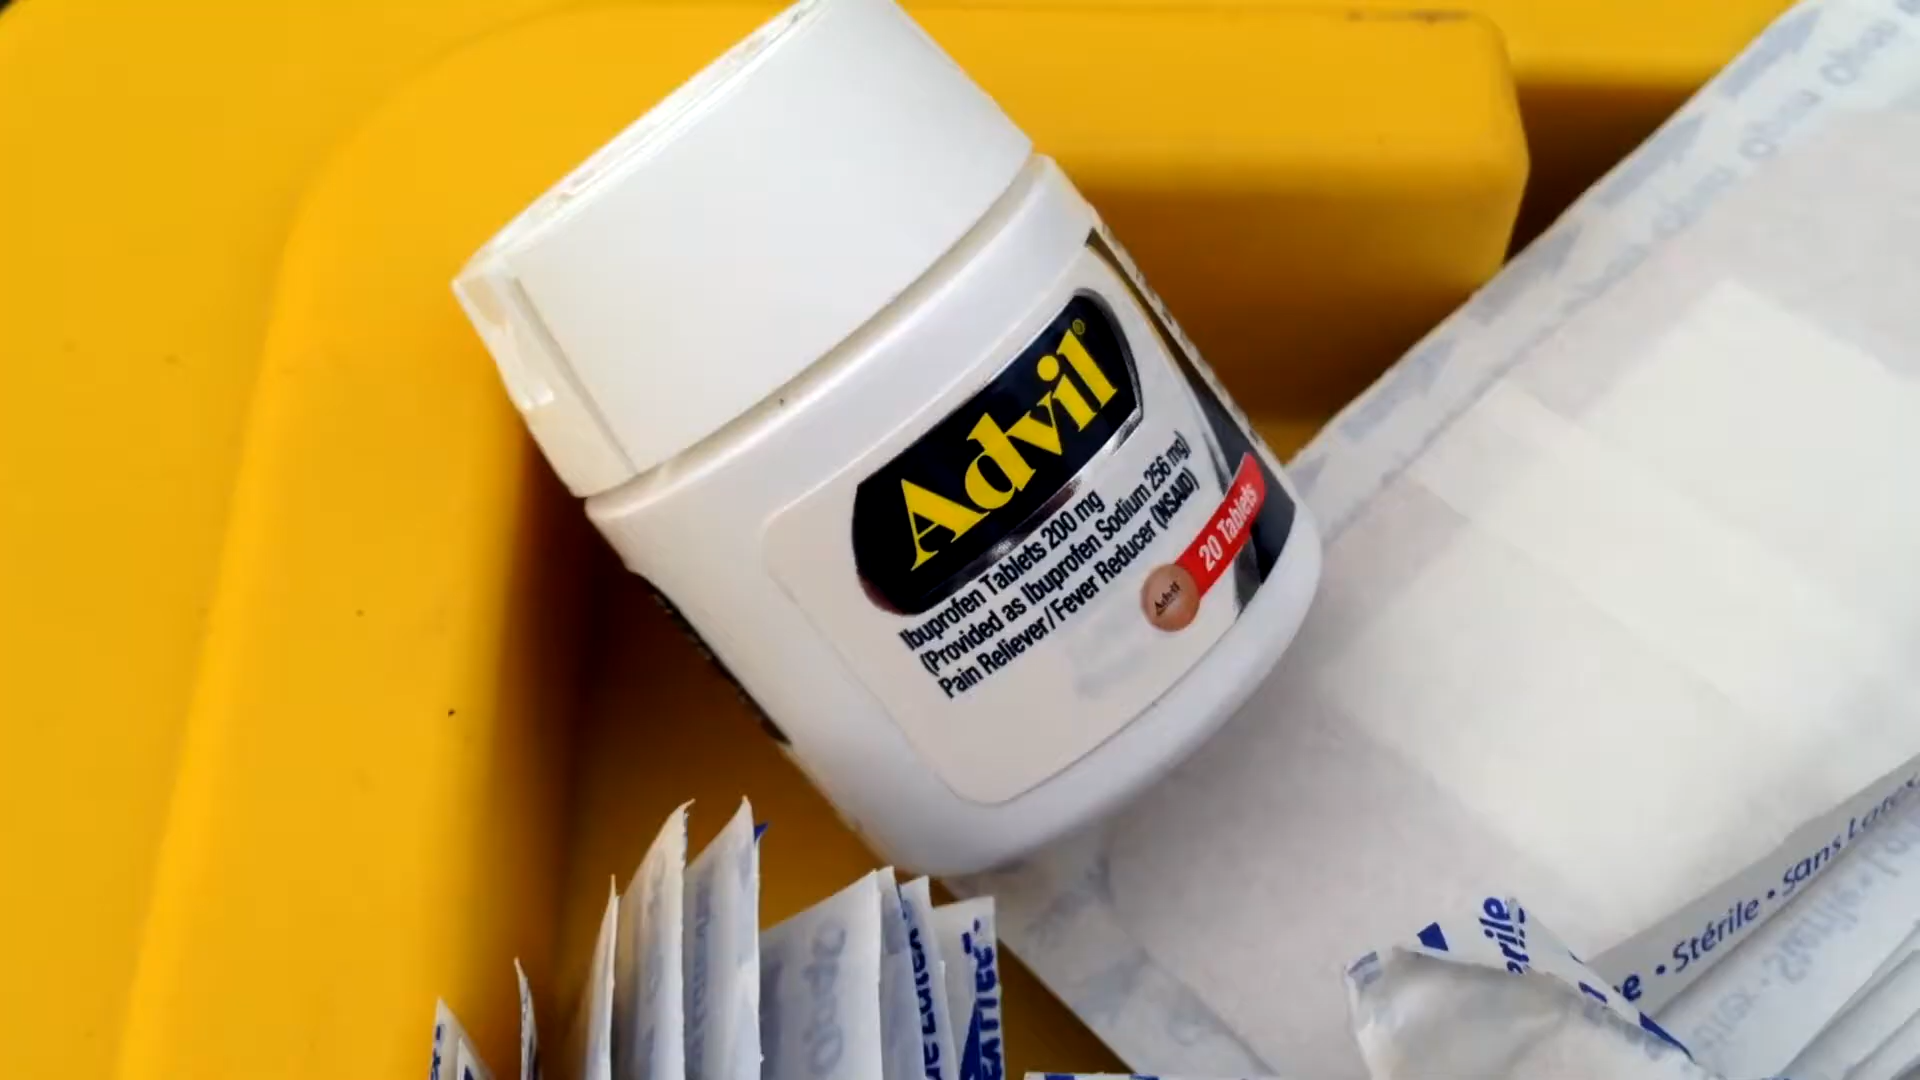 Advil®
Ibuprofen Tablets 200 mg
(Provided as Ibuprofen Sodium 256 mg)
Pain Reliever/Fever Reducer (NSAID)
20 Tablets
Advil
• Stérile • sans